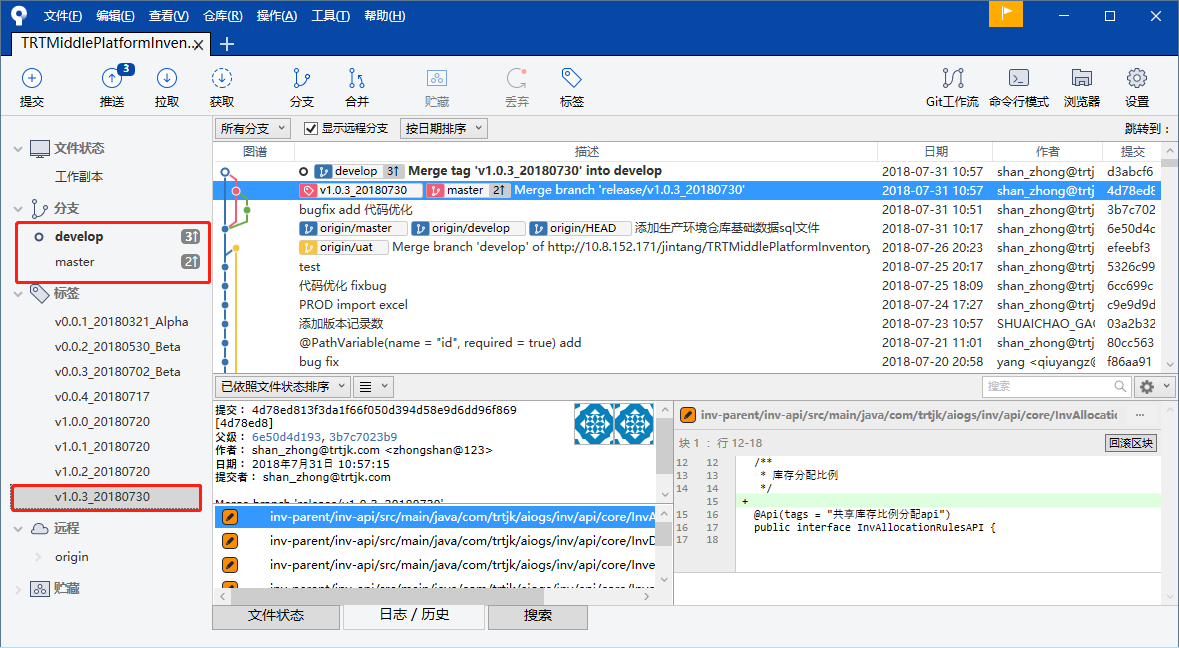 文件(F) 编辑(E) 查看(V) 仓库(R) 操作(A) 工具(T) 帮助(H)
TRTMiddlePlatformInven...
3
提交 推送 拉取 获取 分支 合并 贮藏 丢弃 标签 Git工作流 命令行模式 浏览器 设置
所有分支 显示远程分支 按日期排序 跳转到：
图谱 描述 日期 作者 提交
develop 3↑ Merge tag 'v1.0.3_20180730' into develop 2018-07-31 10:57 shan_zhong@trtj d3abcf6
v1.0.3_20180730 master 2↑ Merge branch 'release/v1.0.3_20180730' 2018-07-31 10:57 shan_zhong@trtj 4d78ed8
bugfix add 代码优化 2018-07-31 10:51 shan_zhong@trtj 3b7c702
origin/master origin/develop origin/HEAD 添加生产环境仓库基础数据sql文件 2018-07-31 10:17 shan_zhong@trtj 6e50d4c
origin/uat Merge branch 'develop' of http://10.8.152.171/jintang/TRTMiddlePlatformInventory 2018-07-26 20:23 shan_zhong@trtj efeebf3
test 2018-07-25 20:17 shan_zhong@trtj 5326c99
代码优化 fixbug 2018-07-25 18:09 shan_zhong@trtj 6cc699c
PROD import excel 2018-07-24 17:27 shan_zhong@trtj c9e9d9d
添加版本记录数 2018-07-23 10:57 SHUAICHAO_GAO 03a2b32
@PathVariable(name = "id", required = true) add 2018-07-21 11:01 shan_zhong@trtj 80cc563
bug fix 2018-07-20 20:58 yang <qiuyangz@ f86aa91
文件状态
工作副本
分支
develop 3↑
master 2↑
标签
v0.0.1_20180321_Alpha
v0.0.2_20180530_Beta
v0.0.3_20180702_Beta
v0.0.4_20180717
v1.0.0_20180720
v1.0.1_20180720
v1.0.2_20180720
v1.0.3_20180730
远程
origin
贮藏
已依照文件状态排序 搜索
提交： 4d78ed813f3da1f66f050d394d58e9d6dd96f869
[4d78ed8]
父级： 6e50d4d193, 3b7c7023b9
作者： shan_zhong@trtjk.com <zhongshan@123>
日期： 2018年7月31日 10:57:15
提交者： shan_zhong@trtjk.com
Merge branch 'release/v1.0.3_20180730'
inv-parent/inv-api/src/main/java/com/trtjk/aiogs/inv/api/core/InvA
inv-parent/inv-api/src/main/java/com/trtjk/aiogs/inv/api/core/InvD
inv-parent/inv-api/src/main/java/com/trtjk/aiogs/inv/api/core/Inve
inv-parent/inv-api/src/main/java/com/trtjk/aiogs/inv/api/core/Inve
inv-parent/inv-api/src/main/java/com/trtjk/aiogs/inv/api/core/InvAllocatio ...
块 1 ： 行 12-18 回滚区块
12 12 /**
13 13 * 库存分配比例
14 14 */
15 +
15 16 @Api(tags = "共享库存比例分配api")
16 17 public interface InvAllocationRulesAPI {
17 18
文件状态 日志 / 历史 搜索